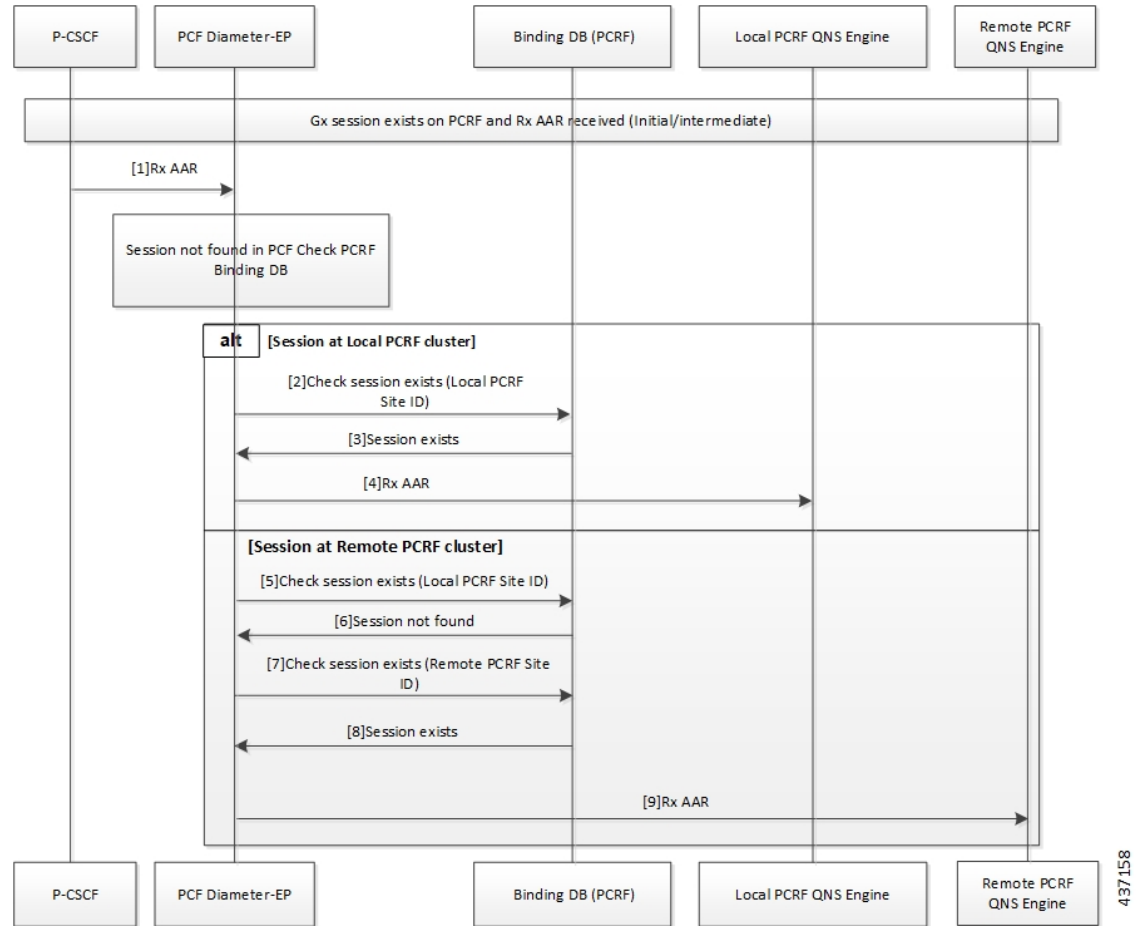 P-CSCF
PCF Diameter-EP
Binding DB (PCRF)
Local PCRF QNS Engine
Remote PCRF
QNS Engine
Gx session exists on PCRF and Rx AAR received (Initial/intermediate)
[1]Rx AAR
Session not found in PCF Check PCRF
Binding DB
alt
[Session at Local PCRF cluster]
[2]Check session exists (Local PCRF
Site ID)
[3]Session exists
[4]Rx AAR
[Session at Remote PCRF cluster]
[5]Check session exists (Local PCRF Site ID)
[6]Session not found
[7]Check session exists (Remote PCRF Site
ID)
[8]Session exists
[9]Rx AAR
P-CSCF
PCF Diameter-EP
Binding DB (PCRF)
Local PCRF QNS Engine
Remote PCRF
QNS Engine
437158